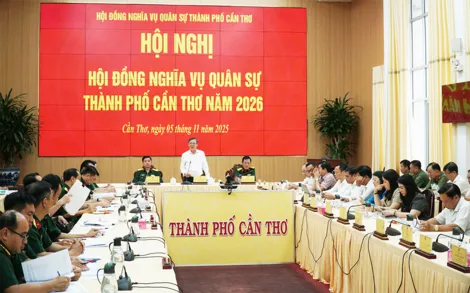 HỘI ĐỒNG NGHĨA VỤ QUÂN SỰ THÀNH PHỐ CẦN THƠ
HỘI NGHỊ
HỘI ĐỒNG NGHĨA VỤ QUÂN SỰ
THÀNH PHỐ CẦN THƠ NĂM 2026
Cần Thơ, ngày 05 tháng 11 năm 2025
THÀNH PHỐ CẦN THƠ